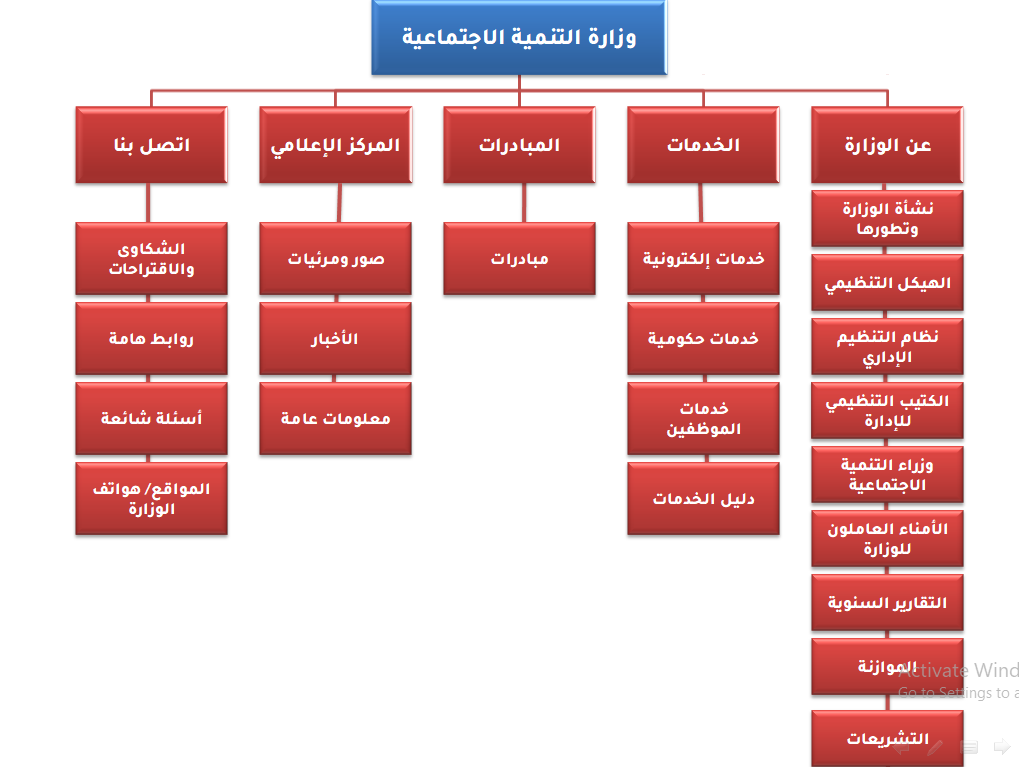 وزارة التنمية الاجتماعية
عن الوزارة
نشأة الوزارة
وتطورها
الهيكل التنظيمي
نظام التنظيم
الإداري
الكتيب التنظيمي
للإدارة
وزراء التنمية
الاجتماعية
الأمناء العاملون
للوزارة
التقارير السنوية
الموازنة
التشريعات
الخدمات
خدمات إلكترونية
خدمات حكومية
خدمات
الموظفين
دليل الخدمات
المبادرات
مبادرات
المركز الإعلامي
صور ومرئيات
الأخبار
معلومات عامة
اتصل بنا
الشكاوى
والاقتراحات
روابط هامة
أسئلة شائعة
المواقع/ هواتف
الوزارة
Activate Wind
Go to Settings to a